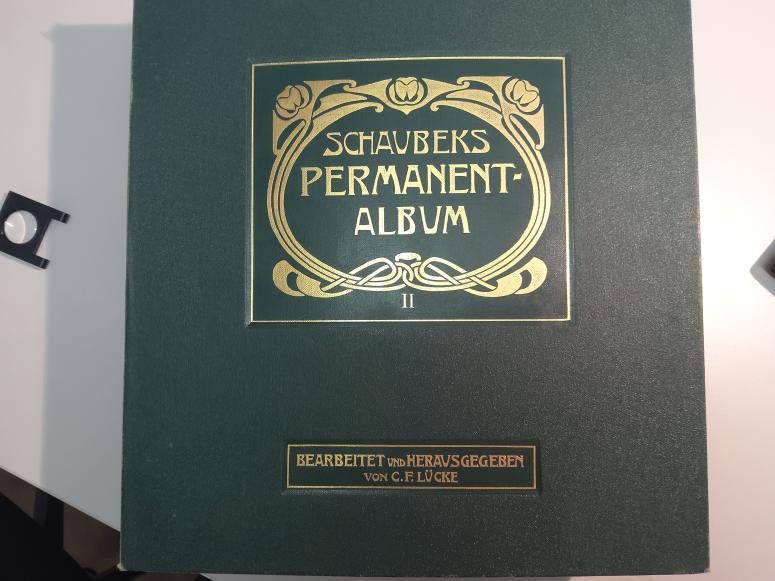 SCHAUBEKS
PERMANENT-
ALBUM
II
BEARBEITET UND HERAUSGEGEBEN
VON C. F. LÜCKE